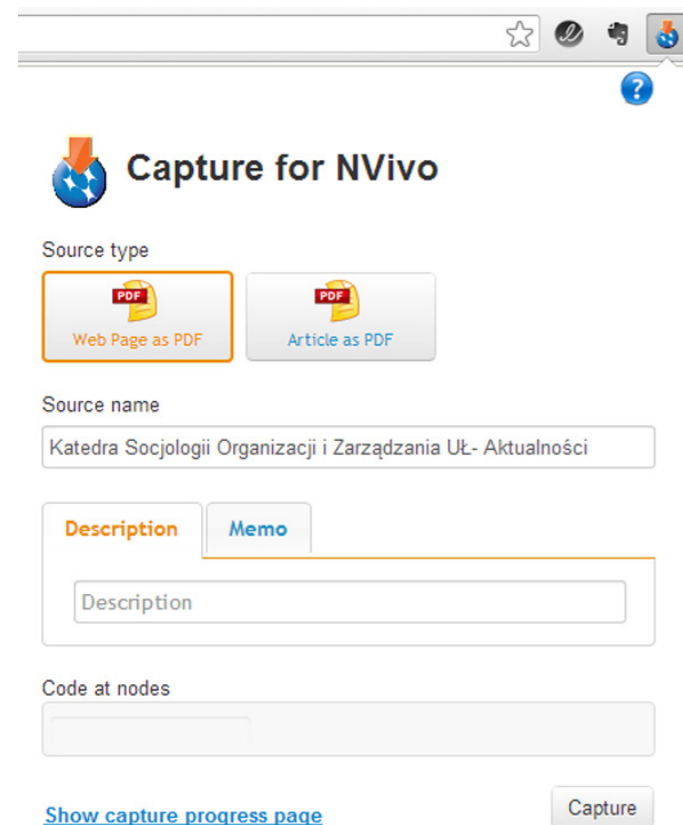 ?
Capture for NVivo
Source type
PDF PDF
Web Page as PDF Article as PDF
Source name
Katedra Socjologii Organizacji i Zarządzania UŁ- Aktualności
Description Memo
Description
Code at nodes
Show capture progress page Capture